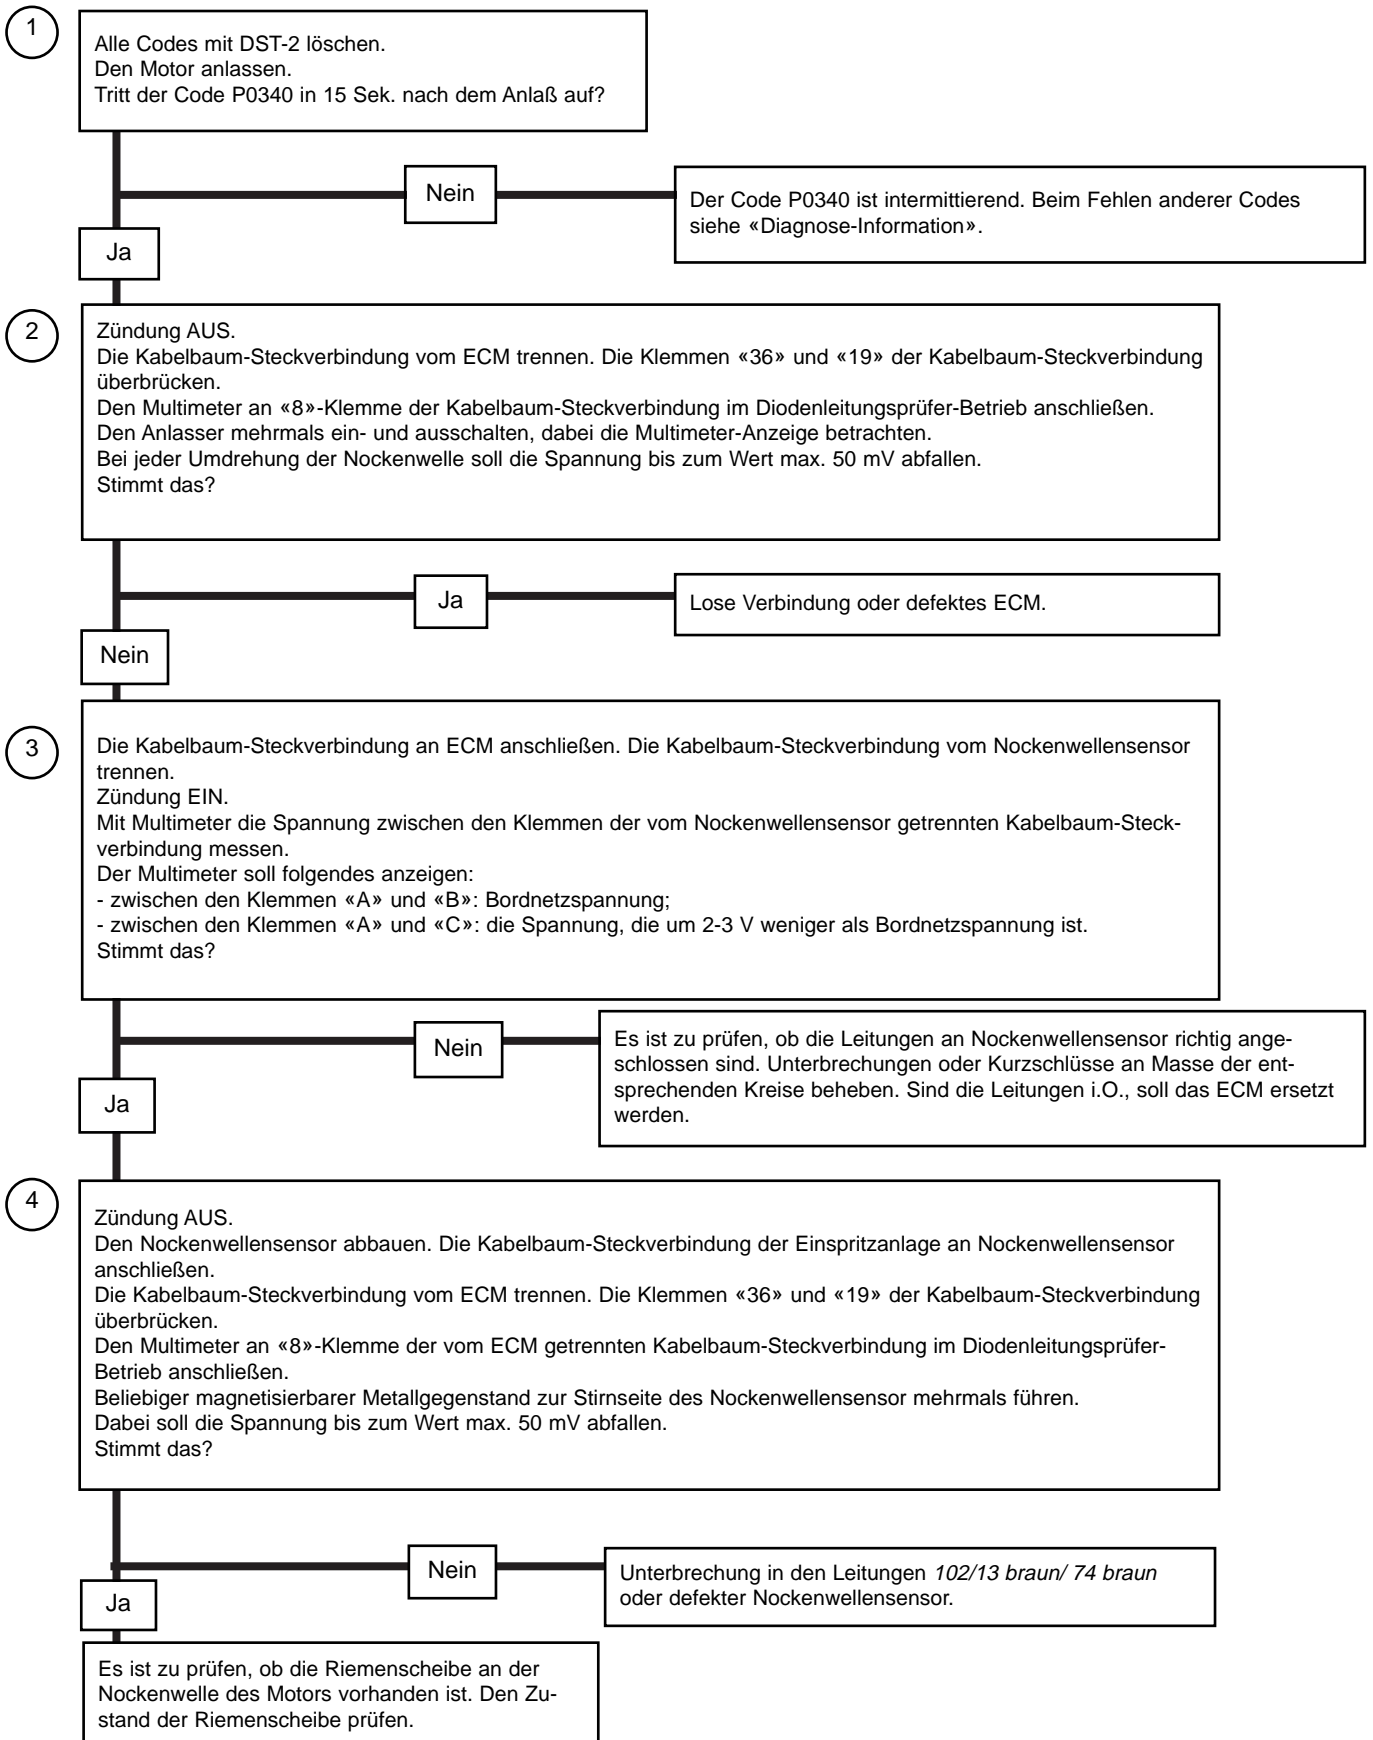 1
Alle Codes mit DST-2 löschen.
Den Motor anlassen.
Tritt der Code P0340 in 15 Sek. nach dem Anlaß auf?
Nein
Der Code P0340 ist intermittierend. Beim Fehlen anderer Codes
siehe «Diagnose-Information».
Ja
2
Zündung AUS.
Die Kabelbaum-Steckverbindung vom ECM trennen. Die Klemmen «36» und «19» der Kabelbaum-Steckverbindung
überbrücken.
Den Multimeter an «8»-Klemme der Kabelbaum-Steckverbindung im Diodenleitungsprüfer-Betrieb anschließen.
Den Anlasser mehrmals ein- und ausschalten, dabei die Multimeter-Anzeige betrachten.
Bei jeder Umdrehung der Nockenwelle soll die Spannung bis zum Wert max. 50 mV abfallen.
Stimmt das?
Ja
Lose Verbindung oder defektes ECM.
Nein
3
Die Kabelbaum-Steckverbindung an ECM anschließen. Die Kabelbaum-Steckverbindung vom Nockenwellensensor
trennen.
Zündung EIN.
Mit Multimeter die Spannung zwischen den Klemmen der vom Nockenwellensensor getrennten Kabelbaum-Steck-
verbindung messen.
Der Multimeter soll folgendes anzeigen:
- zwischen den Klemmen «A» und «B»: Bordnetzspannung;
- zwischen den Klemmen «A» und «C»: die Spannung, die um 2-3 V weniger als Bordnetzspannung ist.
Stimmt das?
Nein
Es ist zu prüfen, ob die Leitungen an Nockenwellensensor richtig ange-
schlossen sind. Unterbrechungen oder Kurzschlüsse an Masse der ent-
sprechenden Kreise beheben. Sind die Leitungen i.O., soll das ECM ersetzt
werden.
Ja
4
Zündung AUS.
Den Nockenwellensensor abbauen. Die Kabelbaum-Steckverbindung der Einspritzanlage an Nockenwellensensor
anschließen.
Die Kabelbaum-Steckverbindung vom ECM trennen. Die Klemmen «36» und «19» der Kabelbaum-Steckverbindung
überbrücken.
Den Multimeter an «8»-Klemme der vom ECM getrennten Kabelbaum-Steckverbindung im Diodenleitungsprüfer-
Betrieb anschließen.
Beliebiger magnetisierbarer Metallgegenstand zur Stirnseite des Nockenwellensensor mehrmals führen.
Dabei soll die Spannung bis zum Wert max. 50 mV abfallen.
Stimmt das?
Nein
Unterbrechung in den Leitungen 102/13 braun/ 74 braun
oder defekter Nockenwellensensor.
Ja
Es ist zu prüfen, ob die Riemenscheibe an der
Nockenwelle des Motors vorhanden ist. Den Zu-
stand der Riemenscheibe prüfen.